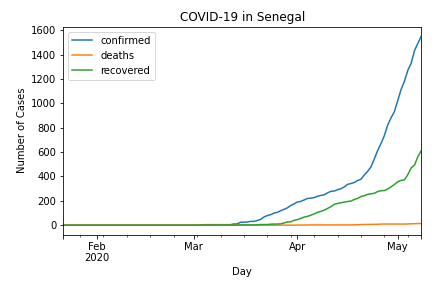 COVID-19 in Senegal
confirmed
deaths
recovered
Number of Cases
1600
1400
1200
1000
800
600
400
200
0
Feb
2020
Mar
Apr
May
Day